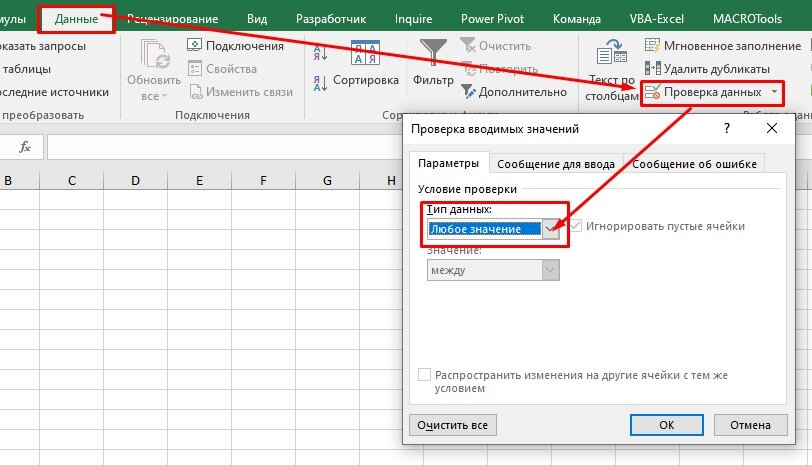 мулы Данные Рецензирование Вид Разработчик Inquire Power Pivot Команда VBA-Excel MACROTools
оказать запросы
таблицы
оследние источники
преобразовать
Обновить
все
Подключения
Свойства
Изменить связи
Подключения
Сортировка
Фильтр
Очистить
Повторить
Дополнительно
Сортировка и фильтр
Текст по
столбцам
Мгновенное заполнение
Удалить дубликаты
Проверка данных
fx
B C D E F G H
Проверка вводимых значений
? ×
Параметры Сообщение для ввода Сообщение об ошибке
Условие проверки
Тип данных:
Любое значение
Игнорировать пустые ячейки
Значение:
между
Распространить изменения на другие ячейки с тем же
условием
Очистить все ОК Отмена